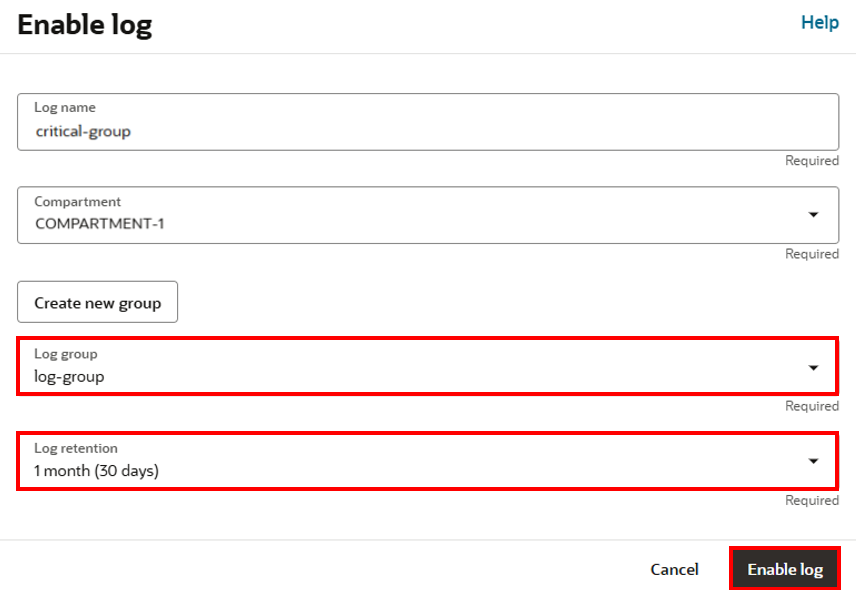 Enable log
Help
Log name
critical-group
Required
Compartment
COMPARTMENT-1
Required
Create new group
Log group
log-group
Required
Log retention
1 month (30 days)
Required
Cancel
Enable log